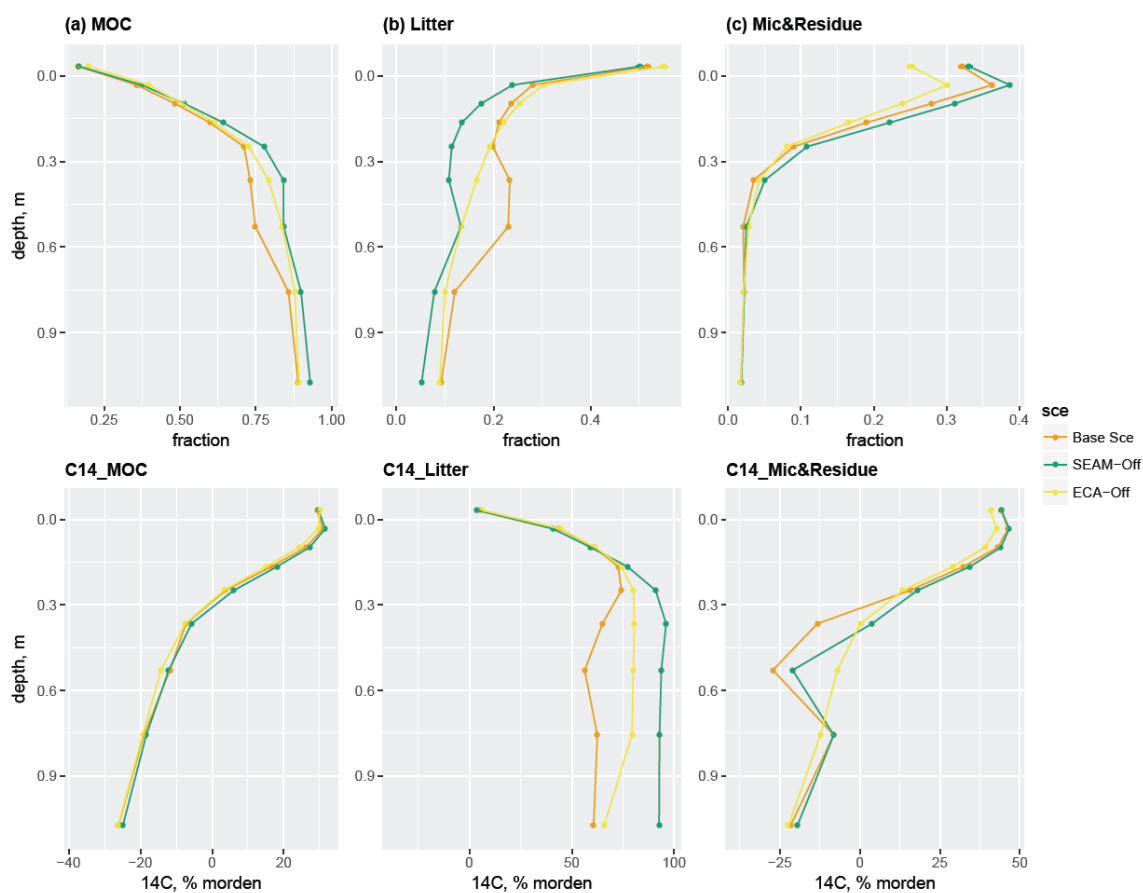 (a) MOC
(b) Litter
(c) Mic&Residue
depth, m
0.0
0.3
0.6
0.9
0.25
0.50
0.75
1.00
fraction
0.0
0.2
0.4
fraction
0.0
0.1
0.2
0.3
0.4
fraction
sce
Base Sce
SEAM-Off
ECA-Off
C14_MOC
C14_Litter
C14_Mic&Residue
depth, m
0.0
0.3
0.6
0.9
-40
-20
0
20
14C, % morden
0
50
100
14C, % morden
-25
0
25
50
14C, % morden